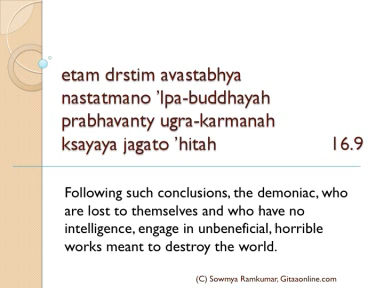 etam drstim avastabhya
nastatmano 'lpa-buddhayah
prabhavanty ugra-karmanah
ksayaya jagato 'hitah 16.9
Following such conclusions, the demoniac, who
are lost to themselves and who have no
intelligence, engage in unbeneficial, horrible
works meant to destroy the world.
(C) Sowmya Ramkumar, Gitaaonline.com